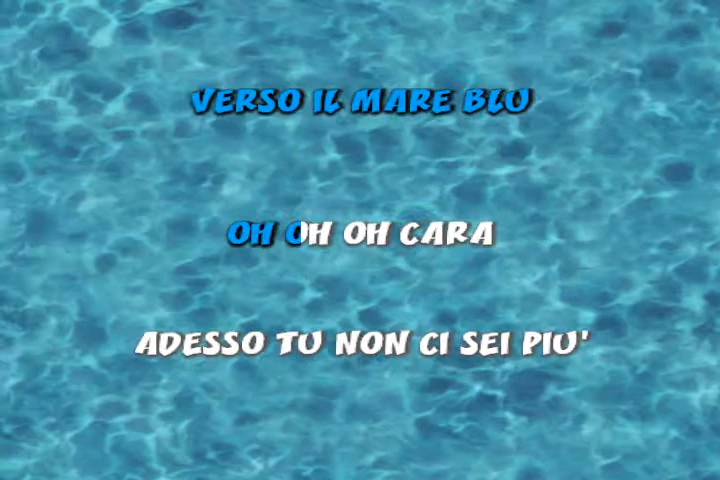 VERSO IL MARE BLU
OH OH OH CARA
ADESSO TU NON CI SEI PIU'